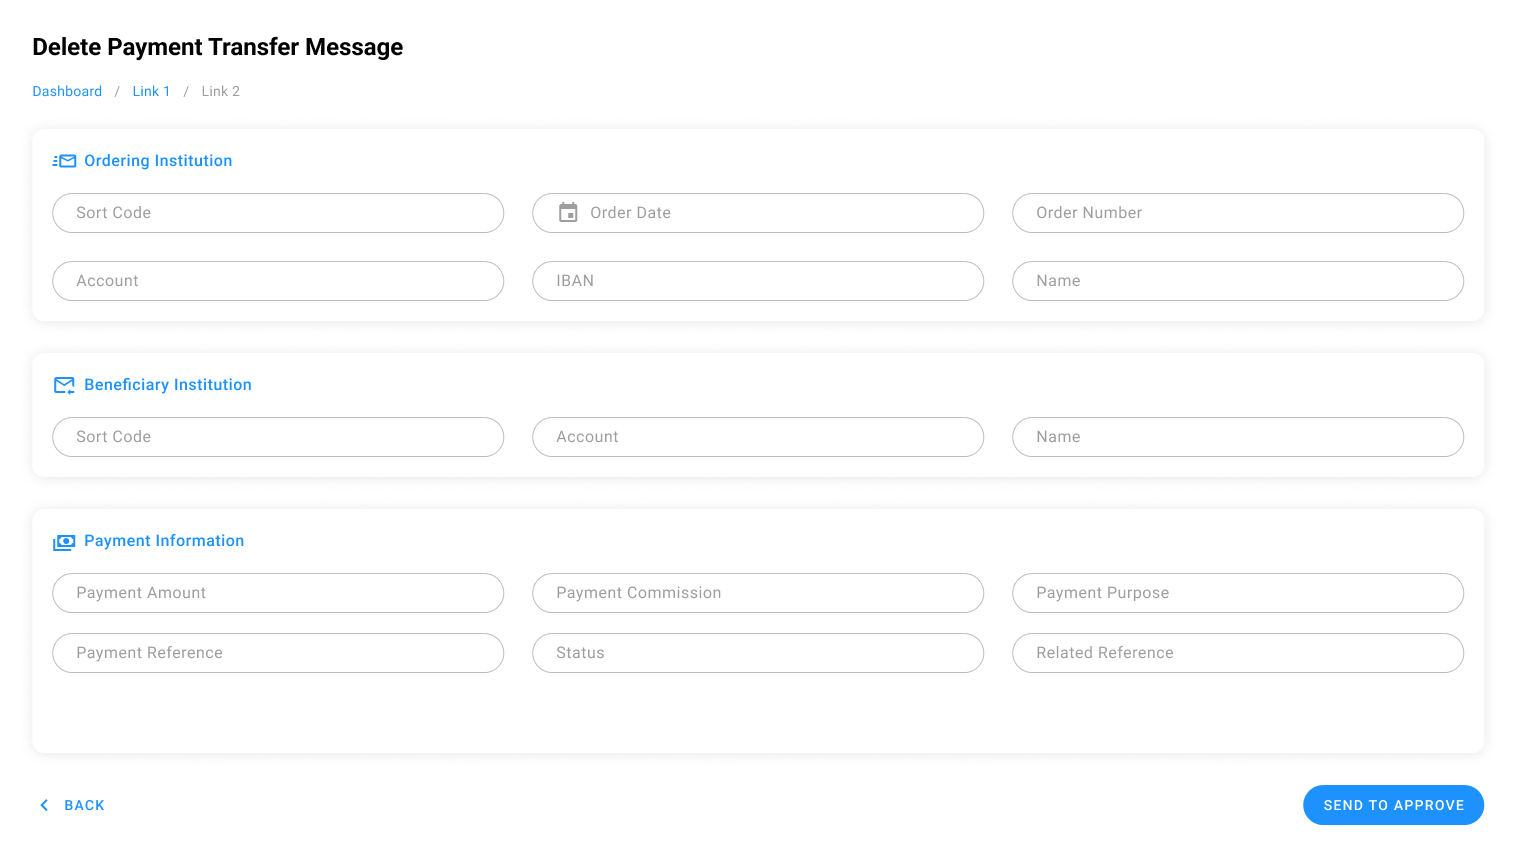 Delete Payment Transfer Message
Dashboard / Link 1 / Link 2
Ordering Institution
Sort Code
Order Date
Order Number
Account
IBAN
Name
Beneficiary Institution
Sort Code
Account
Name
Payment Information
Payment Amount
Payment Commission
Payment Purpose
Payment Reference
Status
Related Reference
BACK
SEND TO APPROVE